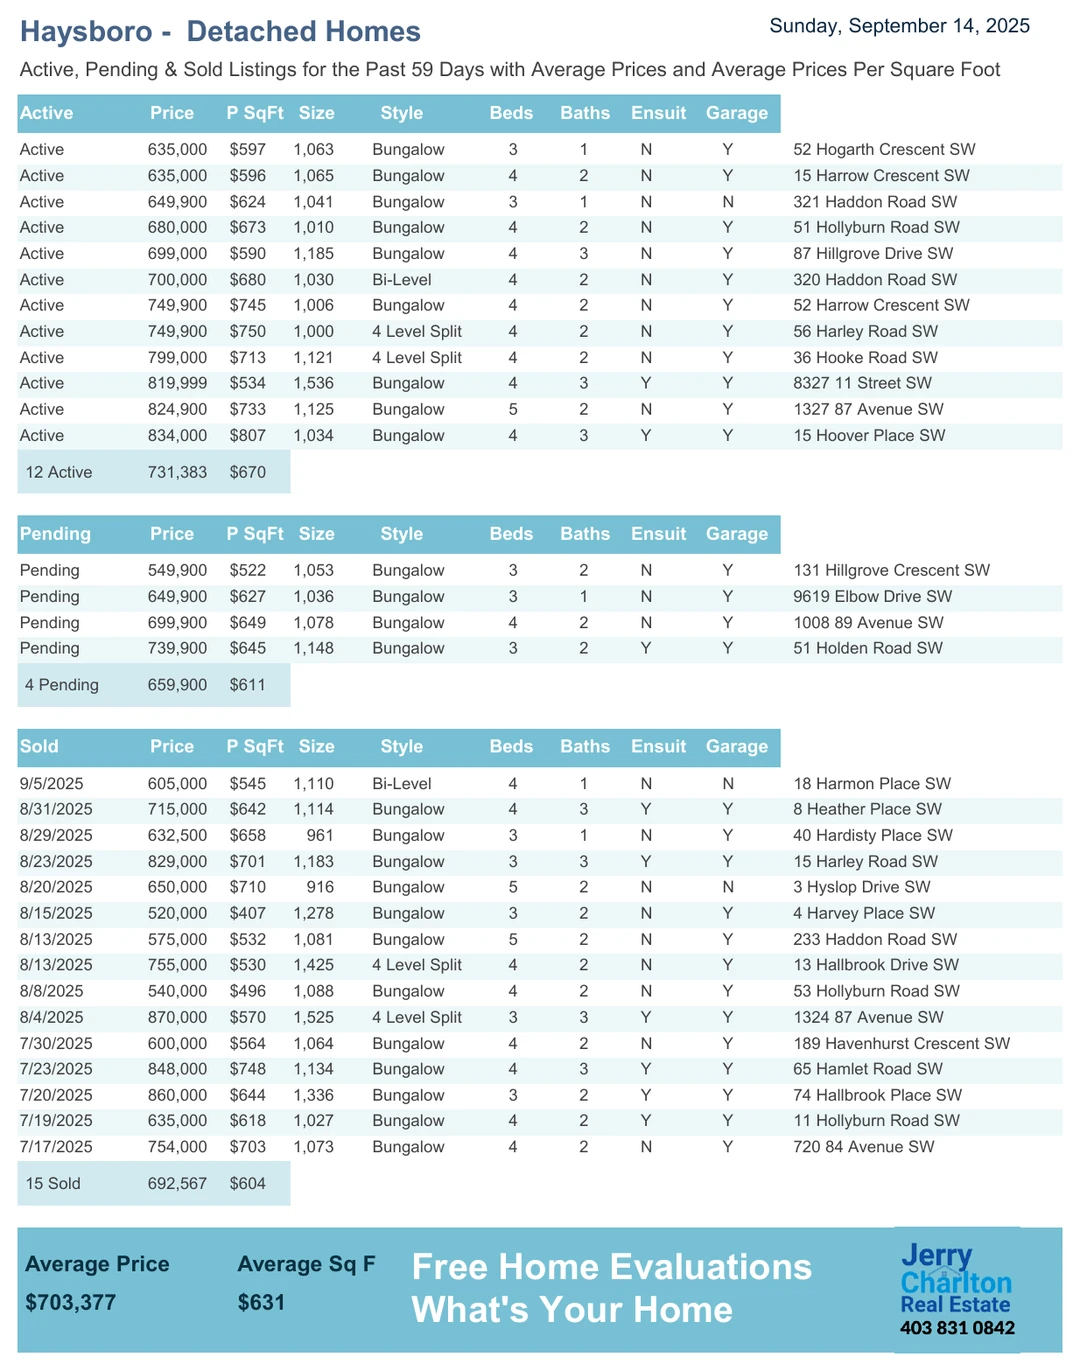 Haysboro - Detached Homes
Sunday, September 14, 2025
Active, Pending & Sold Listings for the Past 59 Days with Average Prices and Average Prices Per Square Foot
Active Price P SqFt Size Style Beds Baths Ensuit Garage
Active 635,000 $597 1,063 Bungalow 3 1 N Y 52 Hogarth Crescent SW
Active 635,000 $596 1,065 Bungalow 4 2 N Y 15 Harrow Crescent SW
Active 649,900 $624 1,041 Bungalow 3 1 N N 321 Haddon Road SW
Active 680,000 $673 1,010 Bungalow 4 2 N Y 51 Hollyburn Road SW
Active 699,000 $590 1,185 Bungalow 4 3 N Y 87 Hillgrove Drive SW
Active 700,000 $680 1,030 Bi-Level 4 2 N Y 320 Haddon Road SW
Active 749,900 $745 1,006 Bungalow 4 2 N Y 52 Harrow Crescent SW
Active 749,900 $750 1,000 4 Level Split 4 2 N Y 56 Harley Road SW
Active 799,000 $713 1,121 4 Level Split 4 2 N Y 36 Hooke Road SW
Active 819,999 $534 1,536 Bungalow 4 3 Y Y 8327 11 Street SW
Active 824,900 $733 1,125 Bungalow 5 2 N Y 1327 87 Avenue SW
Active 834,000 $807 1,034 Bungalow 4 3 Y Y 15 Hoover Place SW
12 Active 731,383 $670
Pending Price P SqFt Size Style Beds Baths Ensuit Garage
Pending 549,900 $522 1,053 Bungalow 3 2 N Y 131 Hillgrove Crescent SW
Pending 649,900 $627 1,036 Bungalow 3 1 N Y 9619 Elbow Drive SW
Pending 699,900 $649 1,078 Bungalow 4 2 N Y 1008 89 Avenue SW
Pending 739,900 $645 1,148 Bungalow 3 2 Y Y 51 Holden Road SW
4 Pending 659,900 $611
Sold Price P SqFt Size Style Beds Baths Ensuit Garage
9/5/2025 605,000 $545 1,110 Bi-Level 4 1 N N 18 Harmon Place SW
8/31/2025 715,000 $642 1,114 Bungalow 4 3 Y Y 8 Heather Place SW
8/29/2025 632,500 $658 961 Bungalow 3 1 N Y 40 Hardisty Place SW
8/23/2025 829,000 $701 1,183 Bungalow 3 3 Y Y 15 Harley Road SW
8/20/2025 650,000 $710 916 Bungalow 5 2 N N 3 Hyslop Drive SW
8/15/2025 520,000 $407 1,278 Bungalow 3 2 N Y 4 Harvey Place SW
8/13/2025 575,000 $532 1,081 Bungalow 5 2 N Y 233 Haddon Road SW
8/13/2025 755,000 $530 1,425 4 Level Split 4 2 N Y 13 Hallbrook Drive SW
8/8/2025 540,000 $496 1,088 Bungalow 4 2 N Y 53 Hollyburn Road SW
8/4/2025 870,000 $570 1,525 4 Level Split 3 3 Y Y 1324 87 Avenue SW
7/30/2025 600,000 $564 1,064 Bungalow 4 2 N Y 189 Havenhurst Crescent SW
7/23/2025 848,000 $748 1,134 Bungalow 4 3 Y Y 65 Hamlet Road SW
7/20/2025 860,000 $644 1,336 Bungalow 3 2 Y Y 74 Hallbrook Place SW
7/19/2025 635,000 $618 1,027 Bungalow 4 2 Y Y 11 Hollyburn Road SW
7/17/2025 754,000 $703 1,073 Bungalow 4 2 N Y 720 84 Avenue SW
15 Sold 692,567 $604
Average Price Average Sq F
$703,377 $631
Free Home Evaluations
What's Your Home
Jerry
Charlton
Real Estate
403 831 0842